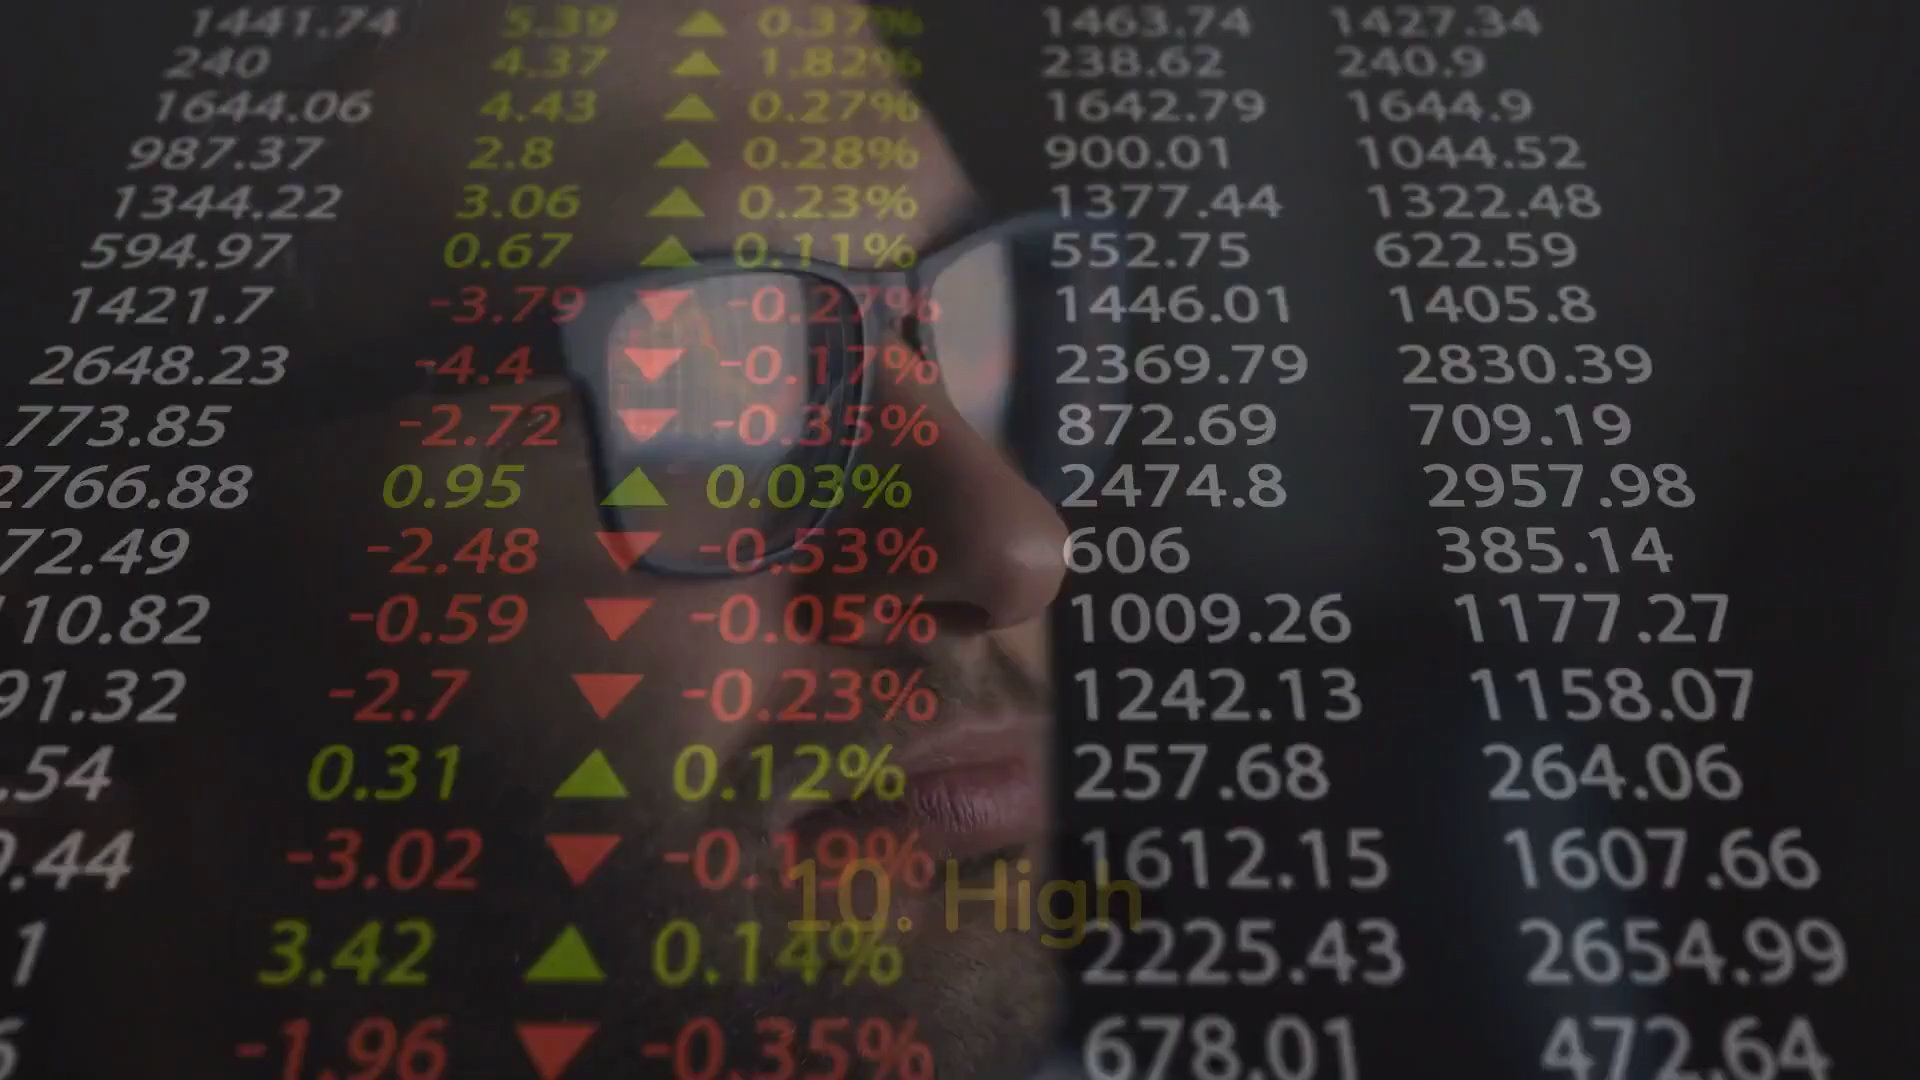 1441.74 5.39 ▲ 0.37% 1463.74 1427.34
240 4.37 ▲ 1.82% 238.62 240.9
1644.06 4.43 ▲ 0.27% 1642.79 1644.9
987.37 2.8 ▲ 0.28% 900.01 1044.52
1344.22 3.06 ▲ 0.23% 1377.44 1322.48
594.97 0.67 ▲ 0.11% 552.75 622.59
1421.7 -3.79 ▼ -0.27% 1446.01 1405.8
2648.23 -4.4 ▼ -0.17% 2369.79 2830.39
773.85 -2.72 ▼ -0.35% 872.69 709.19
2766.88 0.95 ▲ 0.03% 2474.8 2957.98
72.49 -2.48 ▼ -0.53% 606 385.14
10.82 -0.59 ▼ -0.05% 1009.26 1177.27
91.32 -2.7 ▼ -0.23% 1242.13 1158.07
.54 0.31 ▲ 0.12% 257.68 264.06
.44 -3.02 ▼ -0.19% 1612.15 1607.66
10. High
1 3.42 ▲ 0.14% 2225.43 2654.99
-1.96 ▼ -0.35% 678.01 472.64